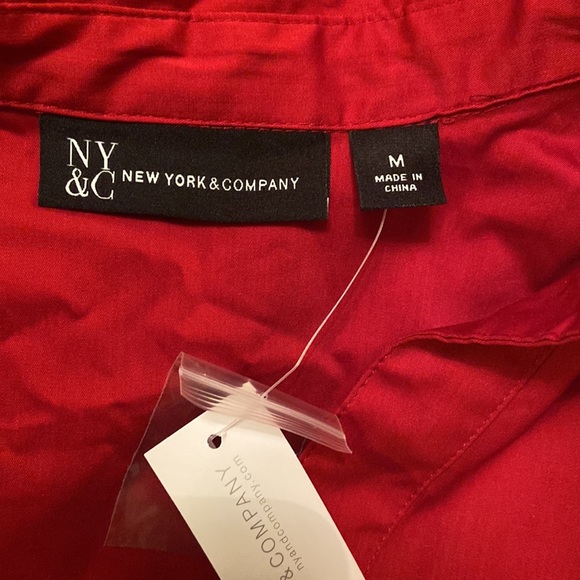 NY
&C NEW YORK & COMPANY
M
MADE IN
CHINA
& COMPANY
nyandcompany.com